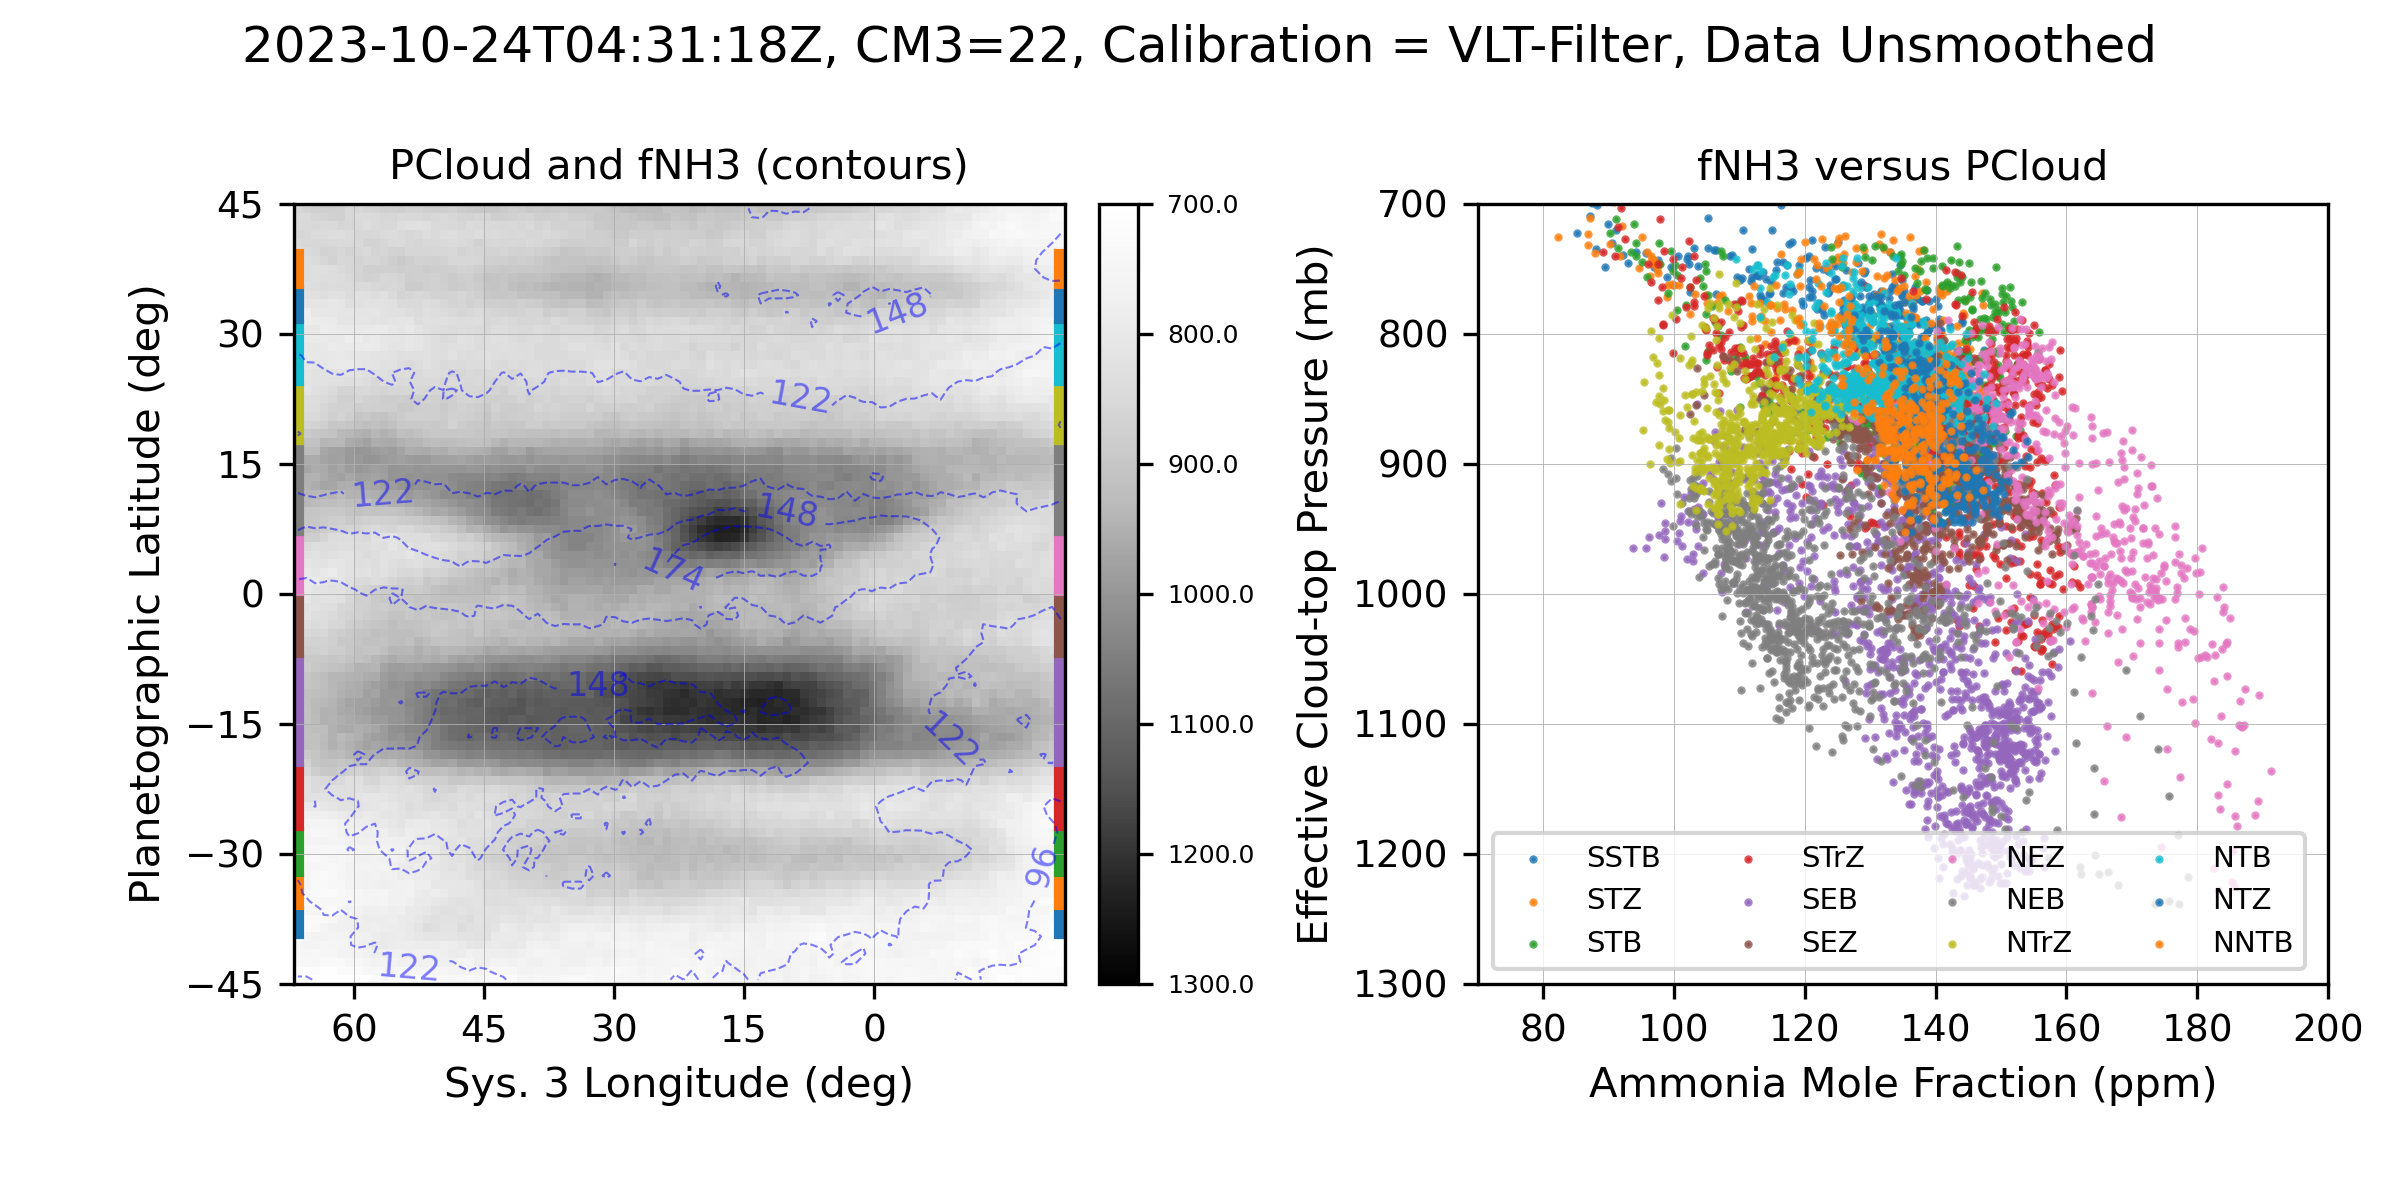 2023-10-24T04:31:18Z, CM3=22, Calibration = VLT-Filter, Data Unsmoothed
PCloud and fNH3 (contours)
Planetographic Latitude (deg)
45
30
15
0
−15
−30
−45
60
45
30
15
0
Sys. 3 Longitude (deg)
148
122
122
148
174
148
122
96
122
700.0
800.0
900.0
1000.0
1100.0
1200.0
1300.0
fNH3 versus PCloud
Effective Cloud-top Pressure (mb)
700
800
900
1000
1100
1200
1300
SSTB
STZ
STB
STrZ
SEB
SEZ
NEZ
NEB
NTrZ
NTB
NTZ
NNTB
80
100
120
140
160
180
200
Ammonia Mole Fraction (ppm)